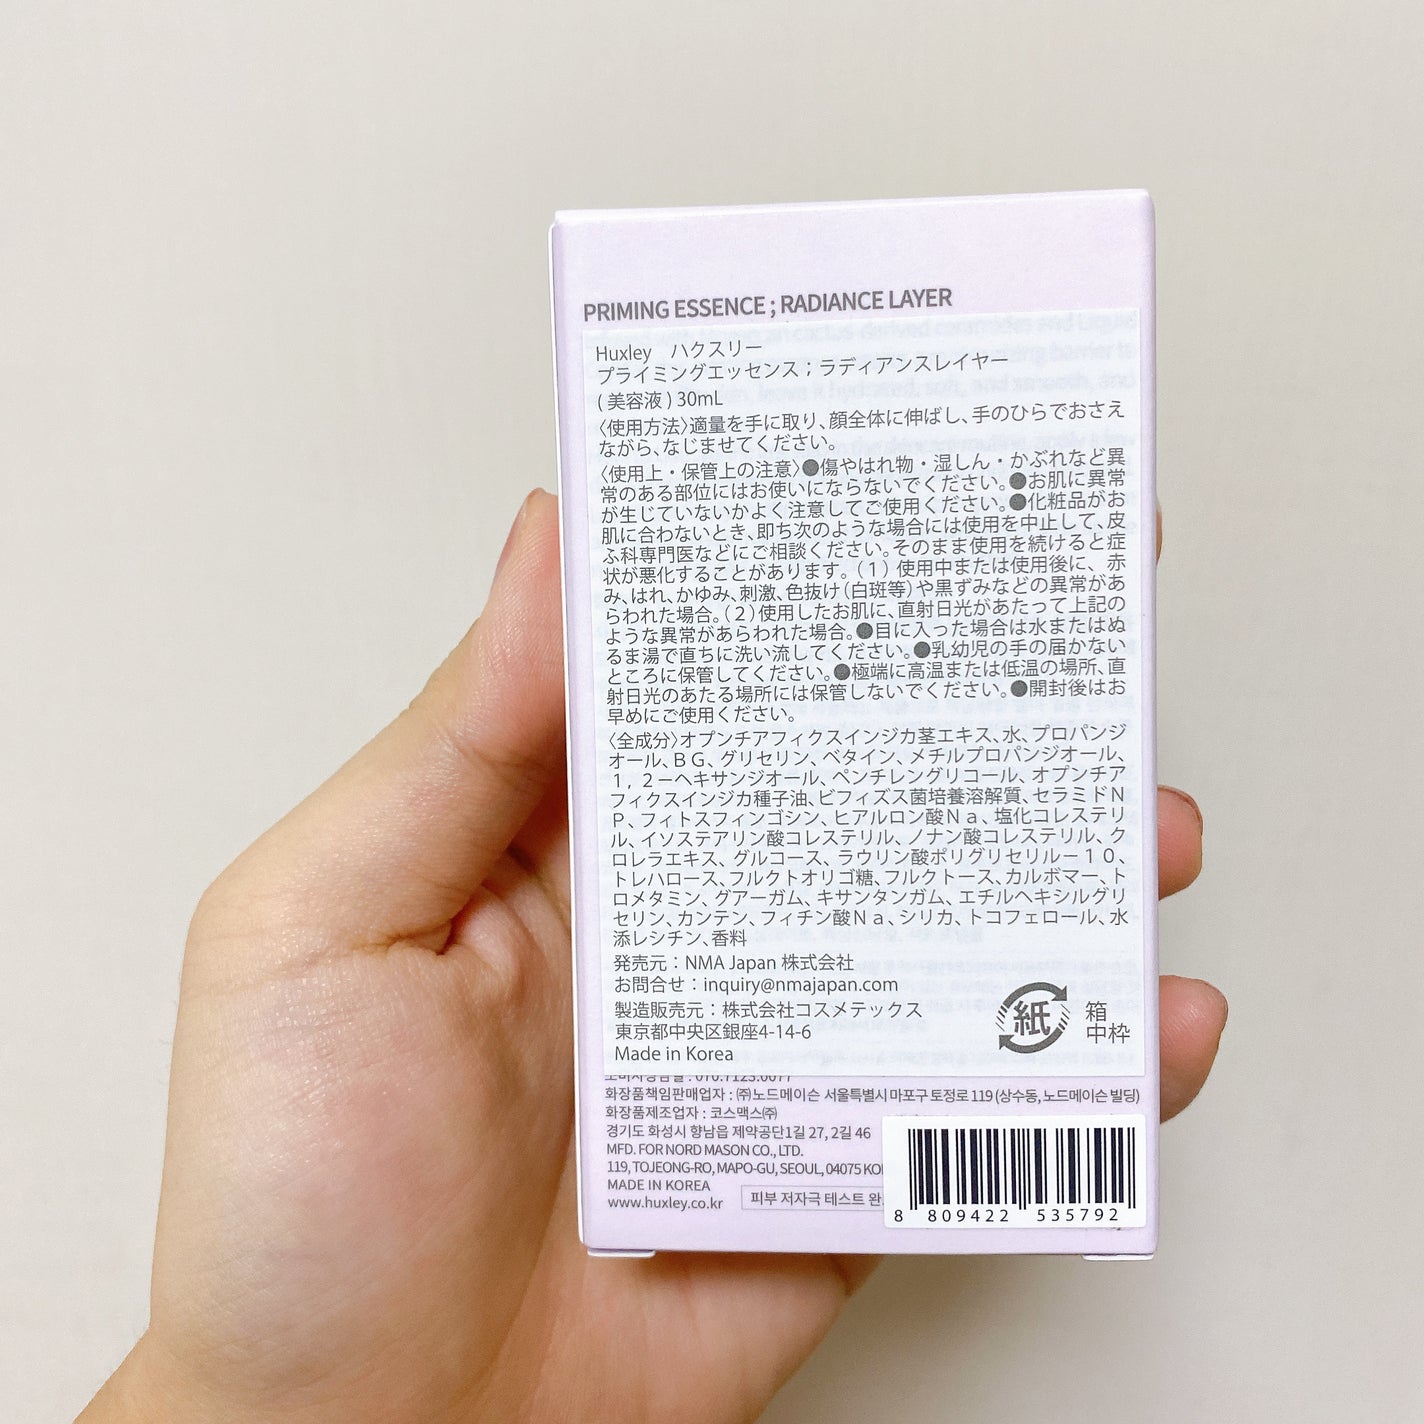 PRIMING ESSENCE ; RADIANCE LAYER
Huxley　ハクスリー
プライミングエッセンス；ラディアンスレイヤー
( 美容液 ) 30mL
〈使用方法〉適量を手に取り、顔全体に伸ばし、手のひらでおさえ
ながら、なじませてください。
〈使用上・保管上の注意〉●傷やはれ物・湿しん・かぶれなど異
常のある部位にはお使いにならないでください。●お肌に異常
が生じていないかよく注意してご使用ください。●化粧品がお
肌に合わないとき、即ち次のような場合には使用を中止して、皮
ふ科専門医などにご相談ください。そのまま使用を続けると症
状が悪化することがあります。（１）使用中または使用後に、赤
み、はれ、かゆみ、刺激、色抜け（白斑等）や黒ずみなどの異常があ
らわれた場合。（２）使用したお肌に、直射日光があたって上記の
ような異常があらわれた場合。●目に入った場合は水またはぬ
るま湯で直ちに洗い流してください。●乳幼児の手の届かない
ところに保管してください。●極端に高温または低温の場所、直
射日光のあたる場所には保管しないでください。●開封後はお
早めにご使用ください。
〈全成分〉オプンチアフィクスインジカ茎エキス、水、プロパンジ
オール、ＢＧ、グリセリン、ベタイン、メチルプロパンジオール、
１，２－ヘキサンジオール、ペンチレングリコール、オプンチア
フィクスインジカ種子油、ビフィズス菌培養溶解質、セラミドＮ
Ｐ、フィトスフィンゴシン、ヒアルロン酸Ｎａ、塩化コレステリ
ル、イソステアリン酸コレステリル、ノナン酸コレステリル、ク
ロレラエキス、グルコース、ラウリン酸ポリグリセリル－１０、
トレハロース、フルクトオリゴ糖、フルクトース、カルボマー、ト
ロメタミン、グアーガム、キサンタンガム、エチルヘキシルグリ
セリン、カンテン、フィチン酸Ｎａ、シリカ、トコフェロール、水
添レシチン、香料
発売元：NMA Japan 株式会社
お問合せ：inquiry@nmajapan.com
製造販売元：株式会社コスメテックス
東京都中央区銀座4-14-6
Made in Korea
紙
箱
中枠
화장품책임판매업자 : ㈜노드메이슨 서울특별시 마포구 토정로 119 (상수동, 노드메이슨 빌딩)
화장품제조업자 : 코스맥스㈜
경기도 화성시 향남읍 제약공단1길 27, 2길 46
MFD. FOR NORD MASON CO., LTD.
119, TOJEONG-RO, MAPO-GU, SEOUL, 04075
MADE IN KOREA
www.huxley.co.kr
피부 저자극 테스트
8 809422 535792